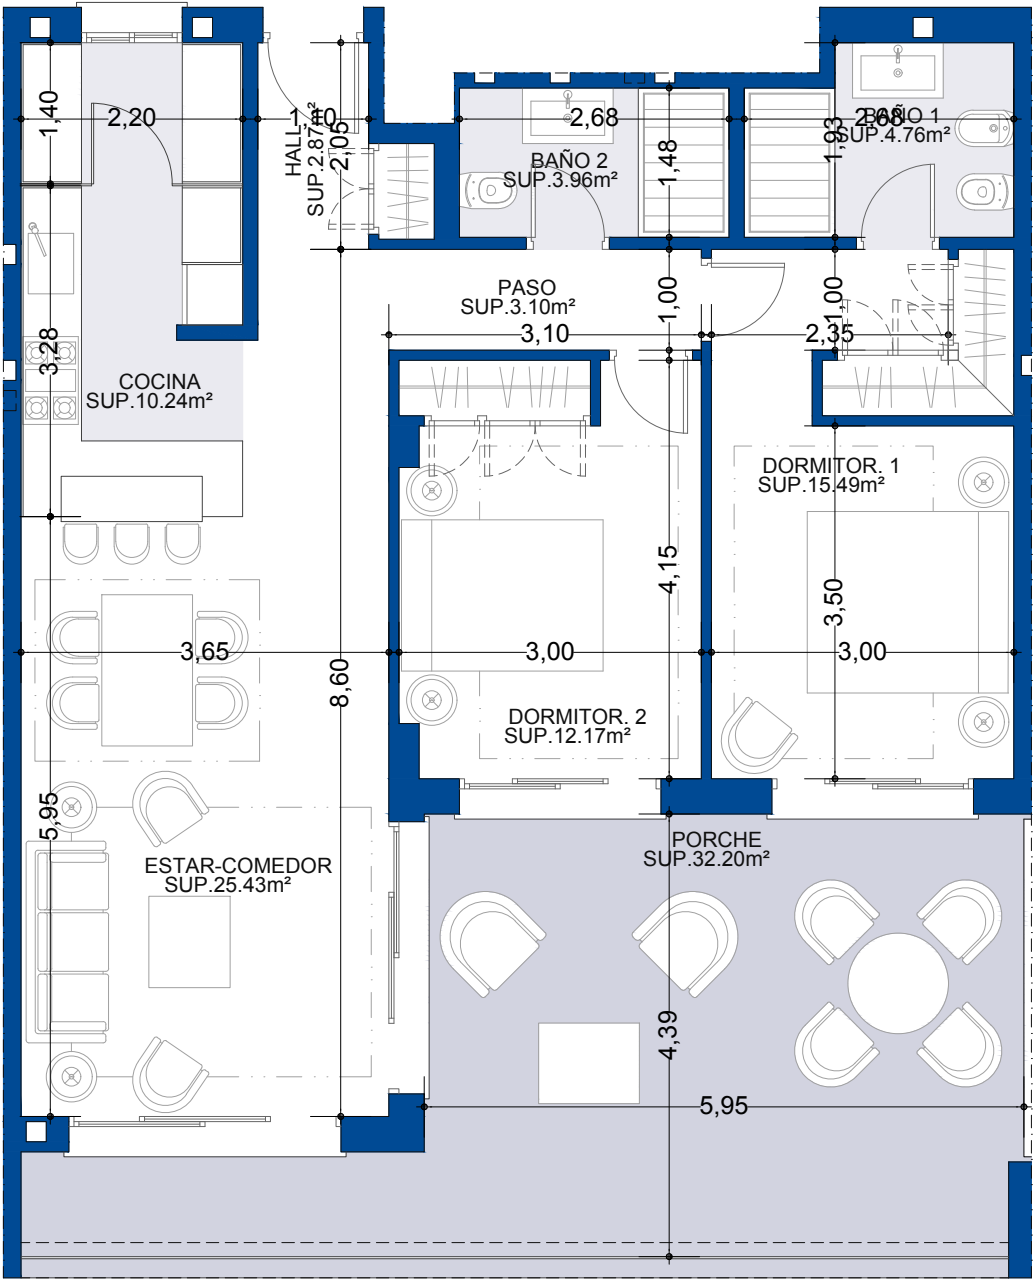 1,40
2,20
1,10
HALL
SUP.2.87m²
2,05
2,68
BAÑO 2
SUP.3.96m²
1,48
2,68
BAÑO 1
SUP.4.76m²
1,93
PASO
SUP.3.10m²
3,10
1,00
1,00
2,35
3,28
COCINA
SUP.10.24m²
DORMITOR. 1
SUP.15.49m²
4,15
3,50
3,65
3,00
3,00
8,60
DORMITOR. 2
SUP.12.17m²
5,95
ESTAR-COMEDOR
SUP.25.43m²
PORCHE
SUP.32.20m²
4,39
5,95